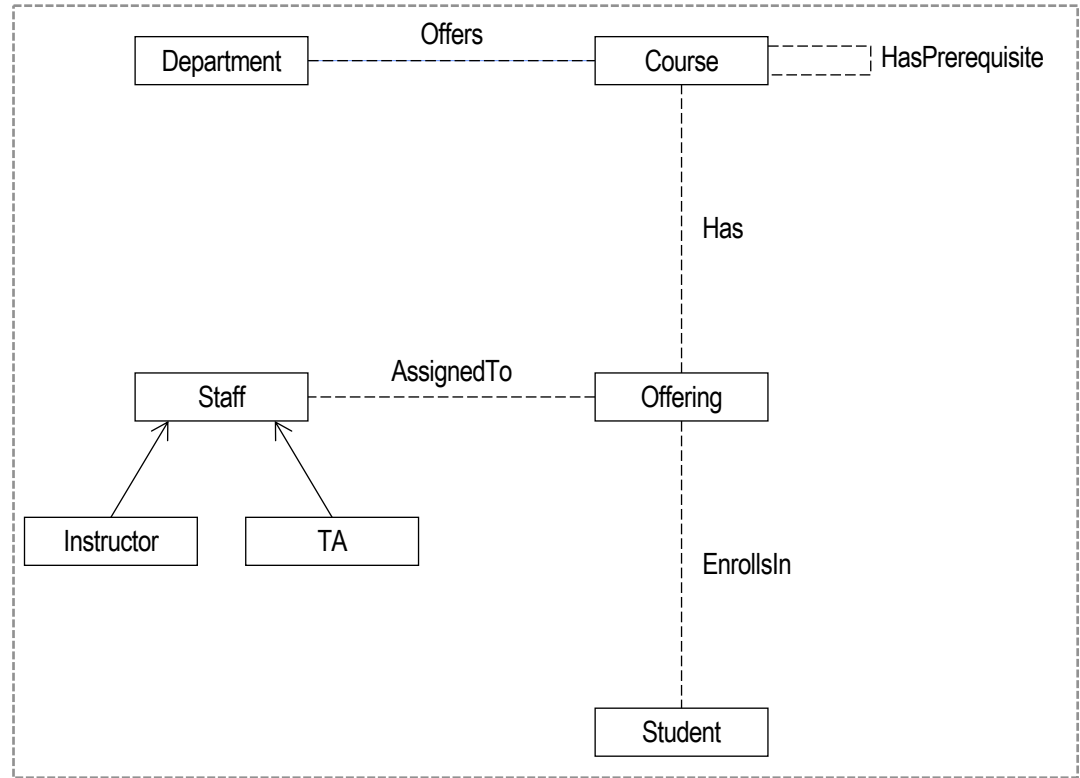 Offers
Department
Course
HasPrerequisite
Has
AssignedTo
Staff
Offering
Instructor
TA
EnrollsIn
Student